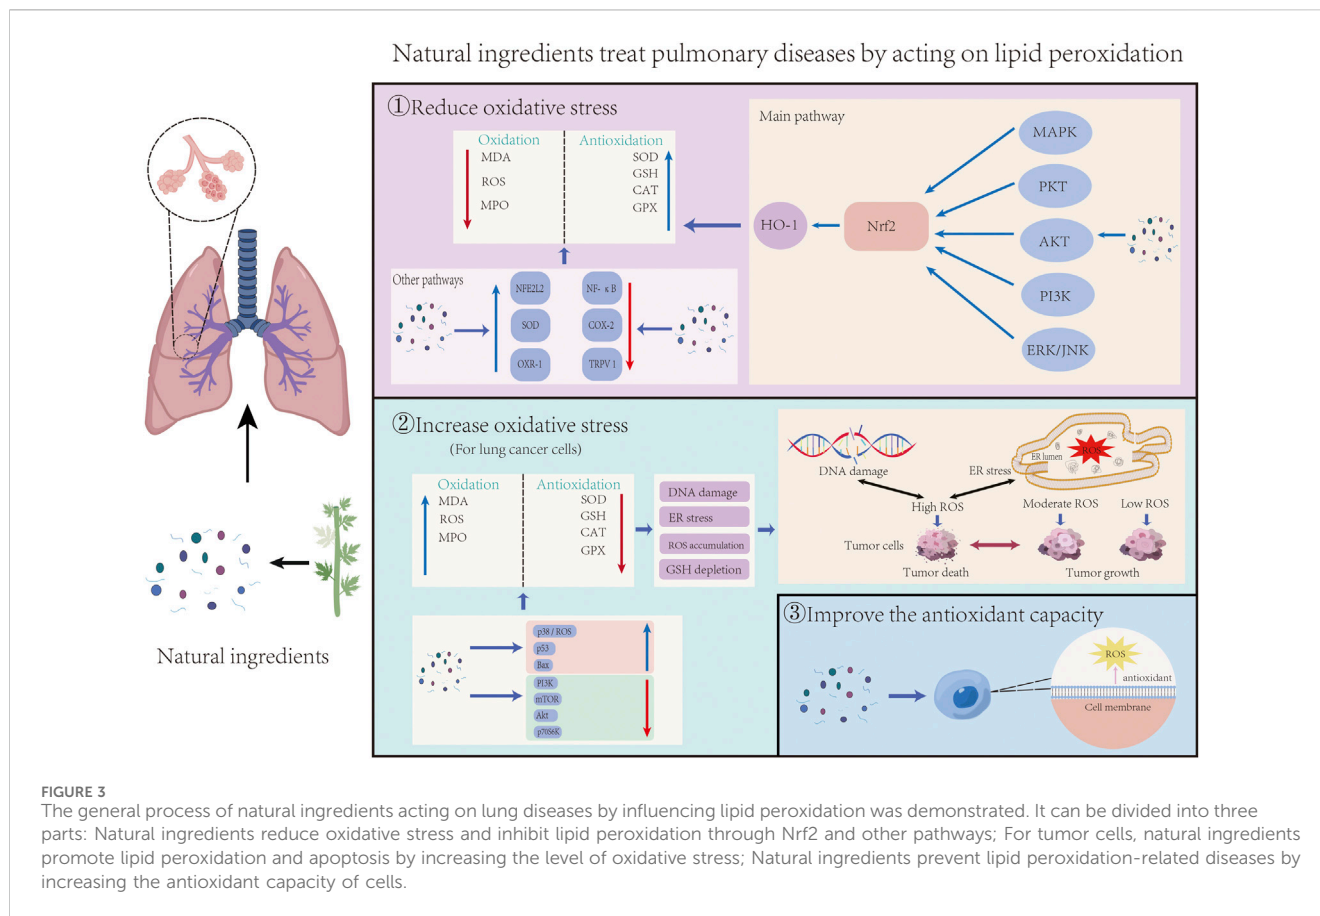 Natural ingredients treat pulmonary diseases by acting on lipid peroxidation
①Reduce oxidative stress
Oxidation
MDA
ROS
MPO
Antioxidation
SOD
GSH
CAT
GPX
Other pathways
NFE2L2
SOD
OXR-1
NF- κ B
COX-2
TRPV 1
Main pathway
HO-1
Nrf2
MAPK
PKT
AKT
PI3K
ERK/JNK
②Increase oxidative stress
(For lung cancer cells)
Oxidation
MDA
ROS
MPO
Antioxidation
SOD
GSH
CAT
GPX
DNA damage
ER stress
ROS accumulation
GSH depletion
p38 / ROS
p53
Bax
PI3K
mTOR
Akt
p70S6K
DNA damage
ER stress
ER lumen
ROS
High ROS
Moderate ROS
Low ROS
Tumor cells
Tumor death
Tumor growth
③Improve the antioxidant capacity
ROS
antioxidant
Cell membrane
Natural ingredients
FIGURE 3
The general process of natural ingredients acting on lung diseases by influencing lipid peroxidation was demonstrated. It can be divided into three
parts: Natural ingredients reduce oxidative stress and inhibit lipid peroxidation through Nrf2 and other pathways; For tumor cells, natural ingredients
promote lipid peroxidation and apoptosis by increasing the level of oxidative stress; Natural ingredients prevent lipid peroxidation-related diseases by
increasing the antioxidant capacity of cells.